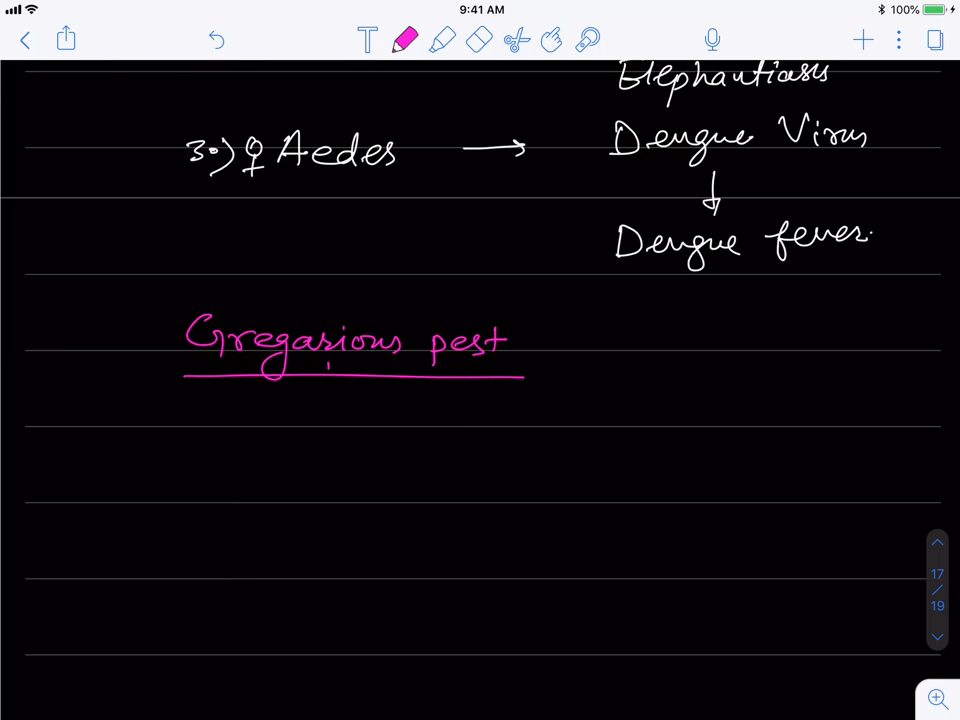 9:41 AM
100%
Elephantiasis
3.) ♀ Aedes → Dengue Virus
↓
Dengue fever.
Gregarious pest
17
/
19